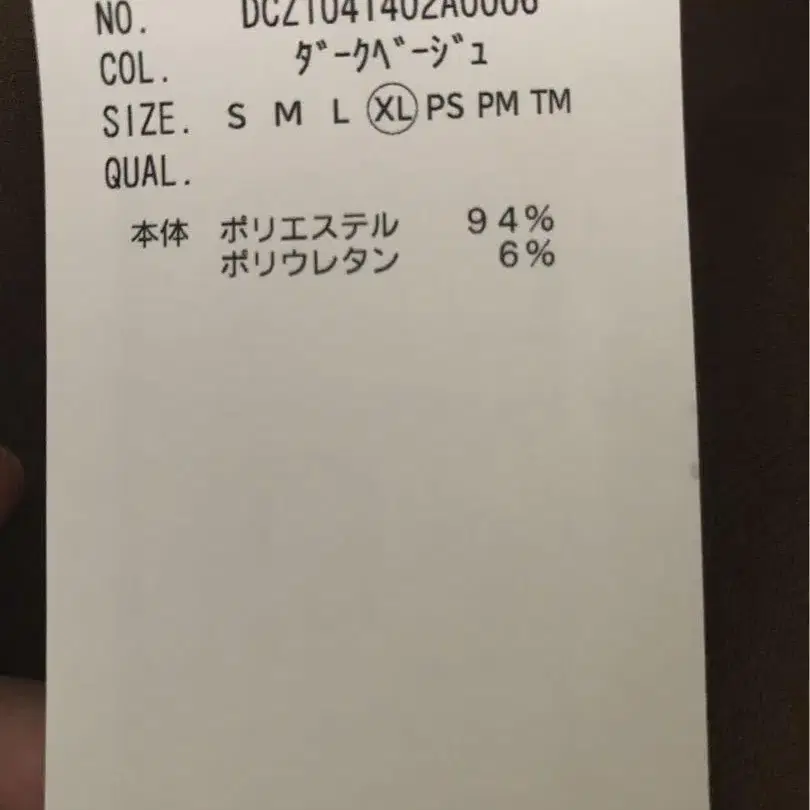 NO. DCZ1041402A0006
COL. ﾀﾞｰｸﾍﾞｰｼﾞｭ
SIZE. S M L XL PS PM TM
QUAL.
本体 ポリエステル 94%
ポリウレタン 6%